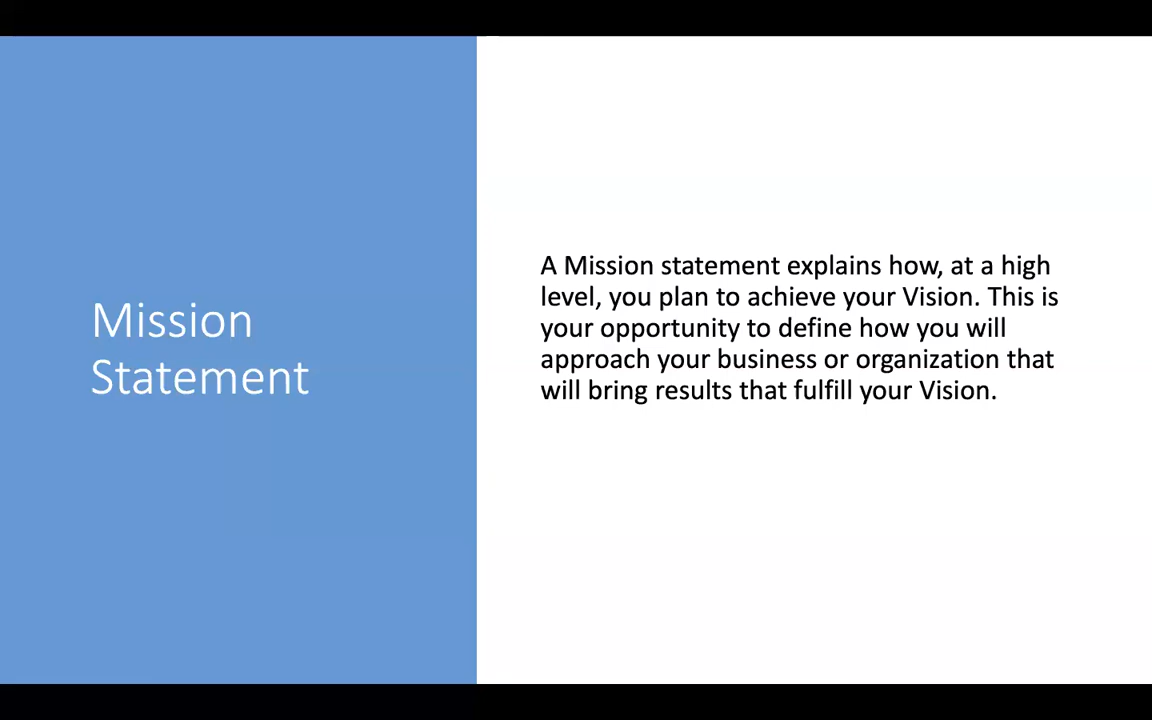 Mission
Statement
A Mission statement explains how, at a high
level, you plan to achieve your Vision. This is
your opportunity to define how you will
approach your business or organization that
will bring results that fulfill your Vision.